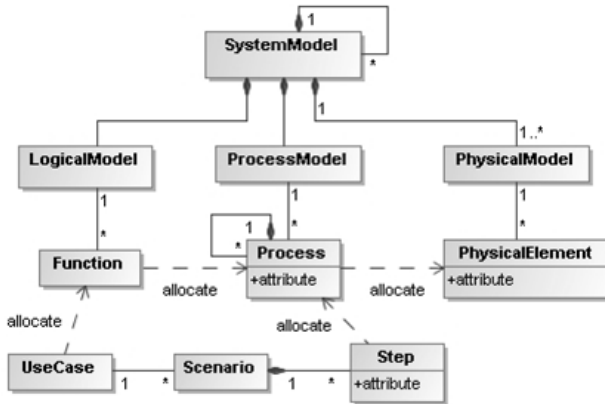 1
SystemModel
*
1
1..*
LogicalModel
ProcessModel
PhysicalModel
1
1
1
*
1
*
*
*
Function
Process
+attribute
PhysicalElement
+attribute
allocate
allocate
allocate
allocate
UseCase
1
*
Scenario
1
*
Step
+attribute